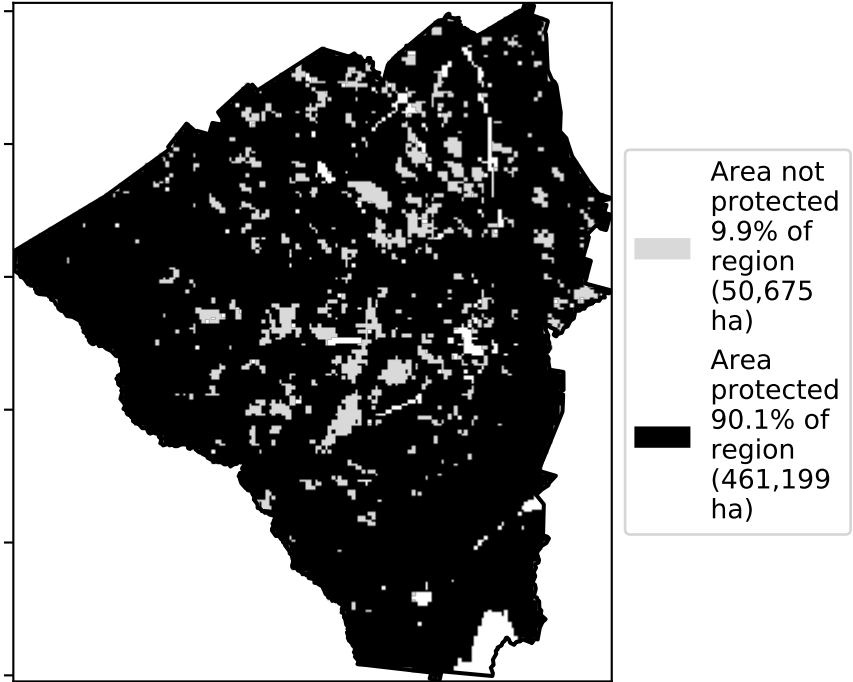 Area not
protected
9.9% of
region
(50,675
ha)
Area
protected
90.1% of
region
(461,199
ha)